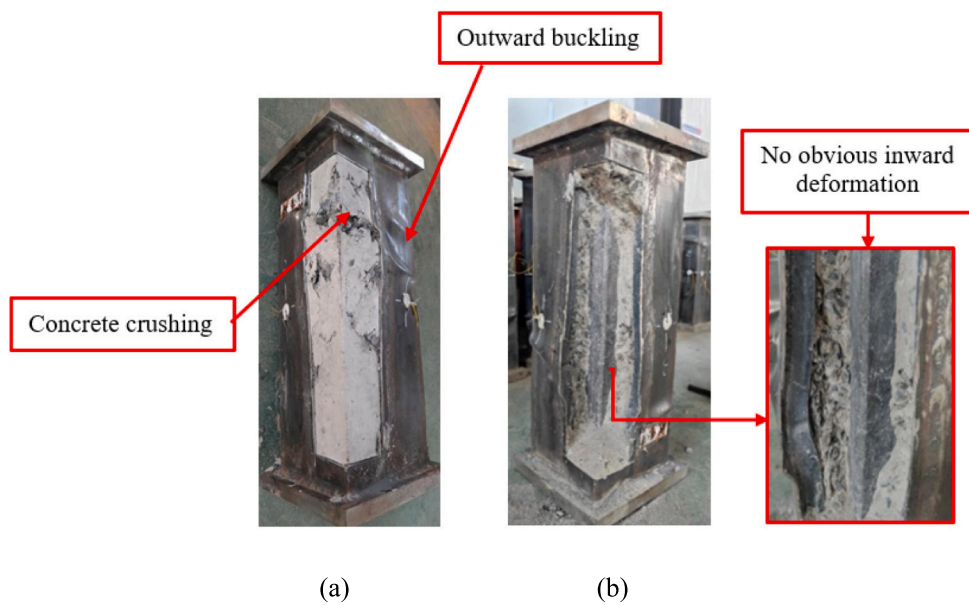 Outward buckling
No obvious inward
deformation
Concrete crushing
(a)
(b)